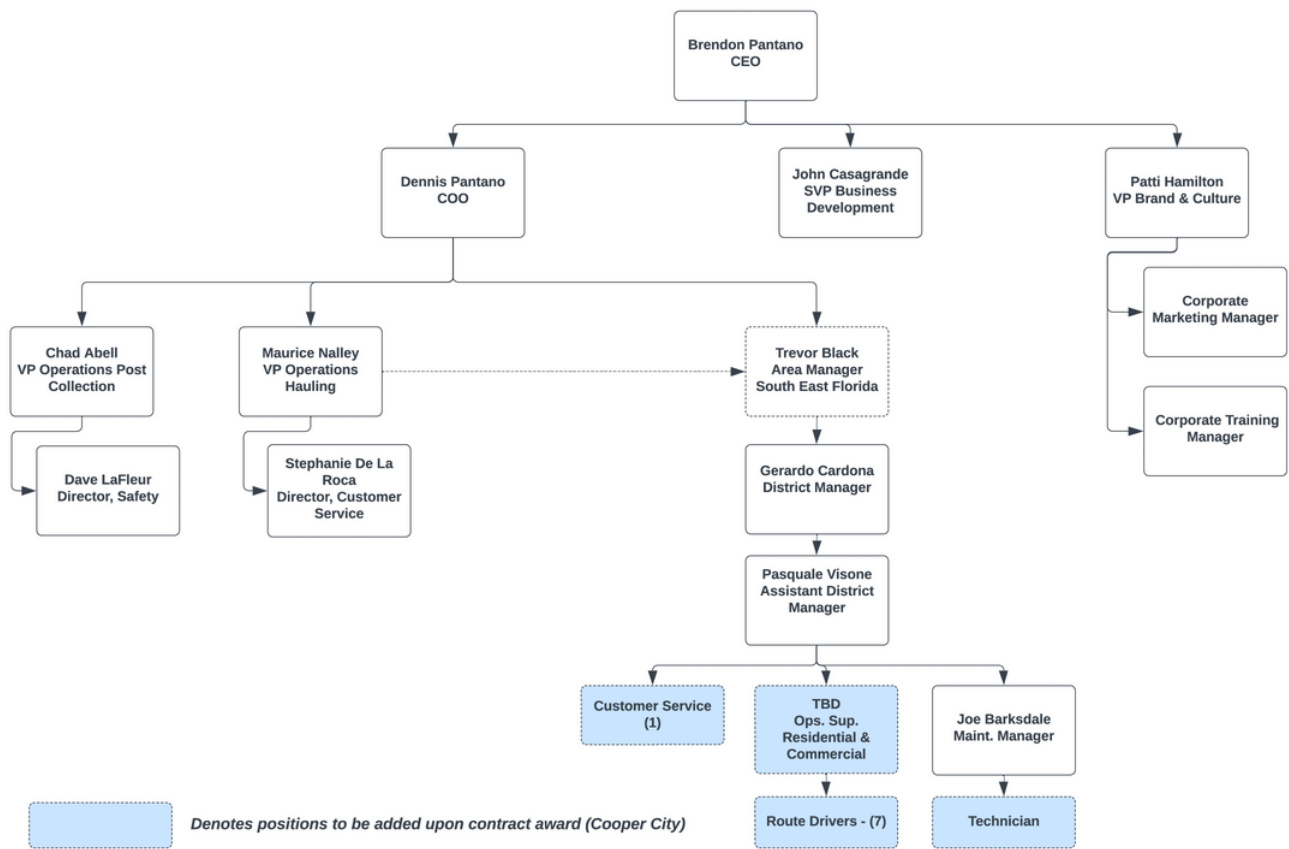 Brendon Pantano
CEO
Dennis Pantano
COO
John Casagrande
SVP Business
Development
Patti Hamilton
VP Brand & Culture
Corporate
Marketing Manager
Corporate Training
Manager
Chad Abell
VP Operations Post
Collection
Maurice Nalley
VP Operations
Hauling
Trevor Black
Area Manager
South East Florida
Dave LaFleur
Director, Safety
Stephanie De La
Roca
Director, Customer
Service
Gerardo Cardona
District Manager
Pasquale Visone
Assistant District
Manager
Customer Service
(1)
TBD
Ops. Sup.
Residential &
Commercial
Joe Barksdale
Maint. Manager
Route Drivers - (7)
Technician
Denotes positions to be added upon contract award (Cooper City)